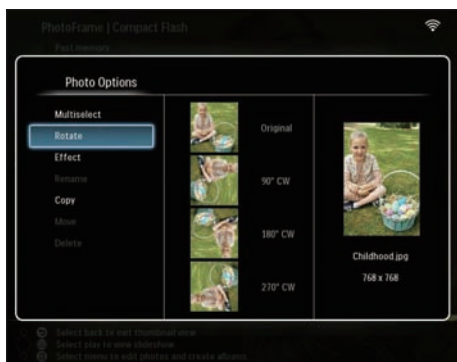 PhotoFrame | Compact Flash
Past memory
Photo Options
Multiselect
Rotate
Effect
Rename
Copy
Move
Delete
Original
90° CW
180° CW
270° CW
Childhood.jpg
768 x 768
Select back to exit thumbnail view
Select play to view slideshow
Select menu to edit photos and create albums